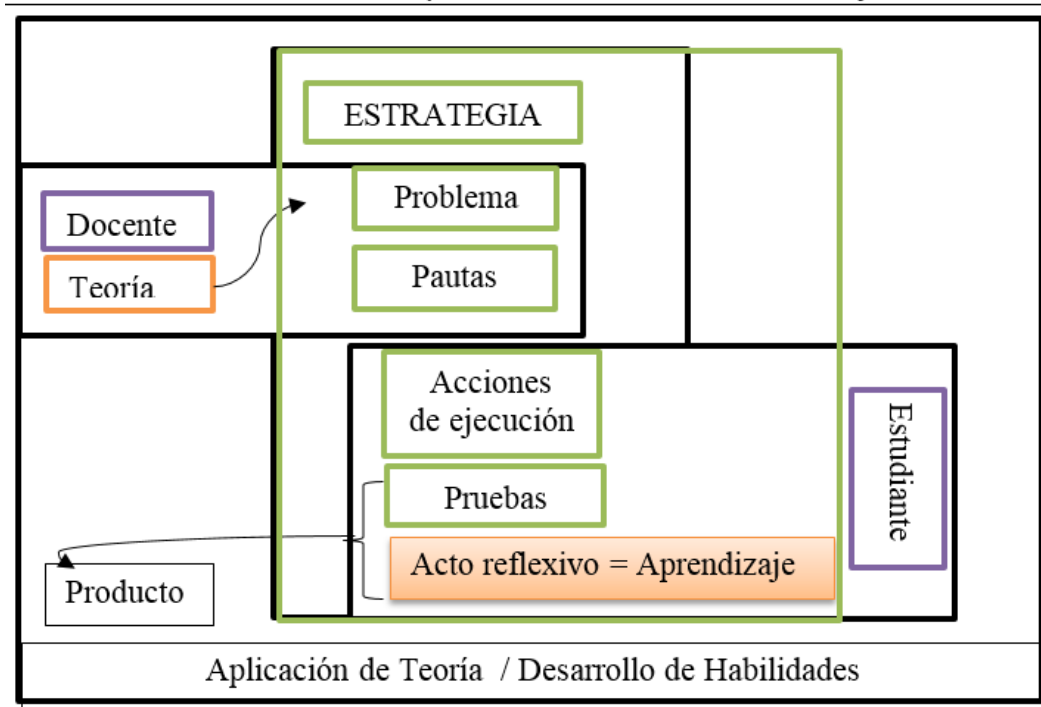 ESTRATEGIA
Problema
Docente
Pautas
Teoría
Acciones
de ejecución
Estudiante
Pruebas
Acto reflexivo = Aprendizaje
Producto
Aplicación de Teoría / Desarrollo de Habilidades